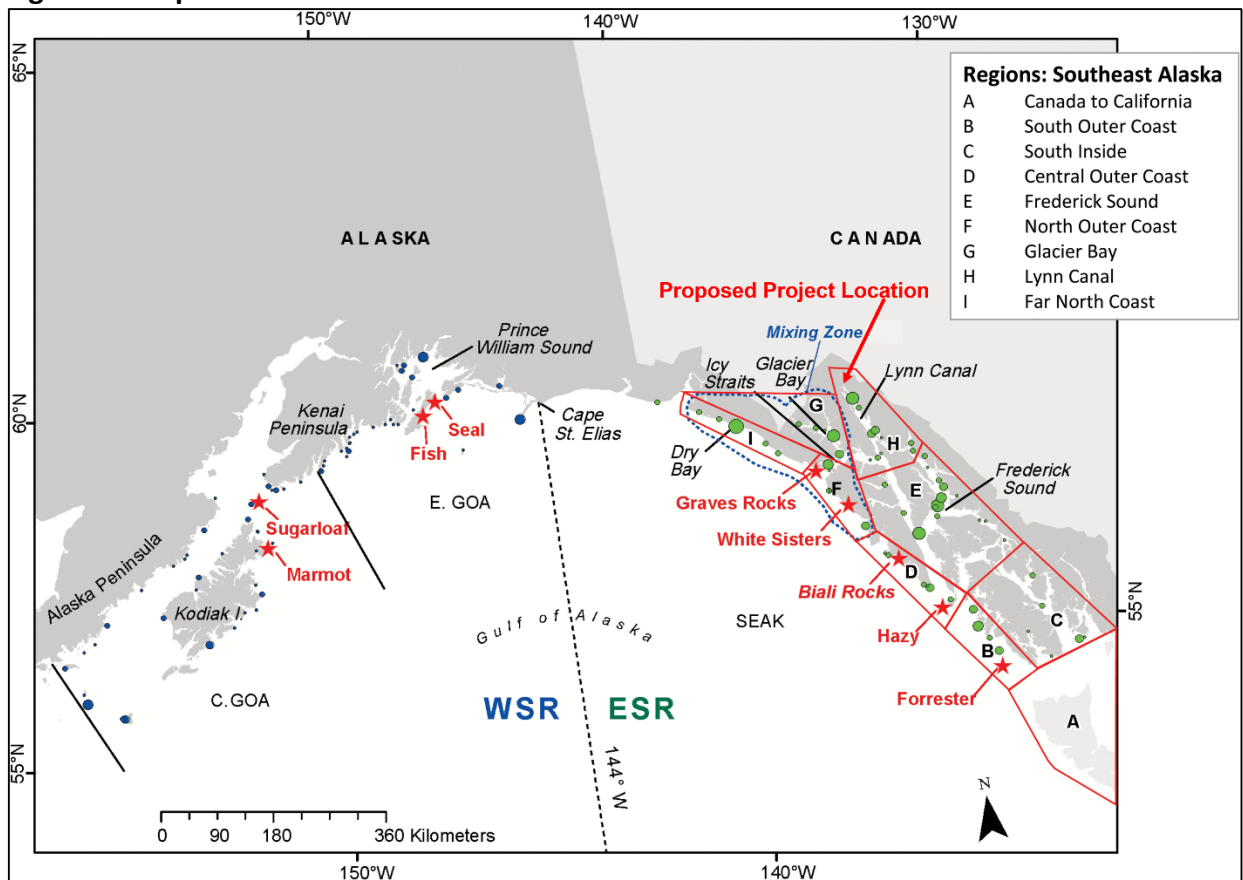 150°W
140°W
130°W
65°N
Regions: Southeast Alaska
A Canada to California
B South Outer Coast
C South Inside
D Central Outer Coast
E Frederick Sound
F North Outer Coast
G Glacier Bay
H Lynn Canal
I Far North Coast
ALASKA
CANADA
Proposed Project Location
Mixing Zone
Prince
William Sound
Icy
Straits
Glacier
Bay
Lynn Canal
G
60°N
Kenai
Peninsula
Seal
Fish
Cape
St. Elias
Dry
Bay
I
H
E
Frederick
Sound
F
E. GOA
Graves Rocks
Sugarloaf
White Sisters
Marmot
Alaska Peninsula
Kodiak I.
D
Biali Rocks
SEAK
Gulf of Alaska
Hazy
55°N
C
B
Forrester
C. GOA
WSR
ESR
A
144° W
55°N
N
0 90 180 360 Kilometers
150°W
140°W